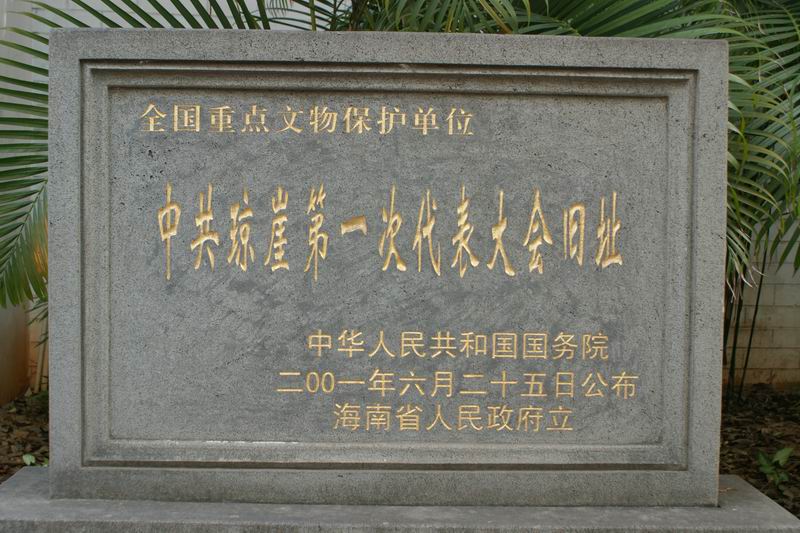 全国重点文物保护单位
中共琼崖第一次代表大会旧址
中华人民共和国国务院
二00一年六月二十五日公布
海南省人民政府立